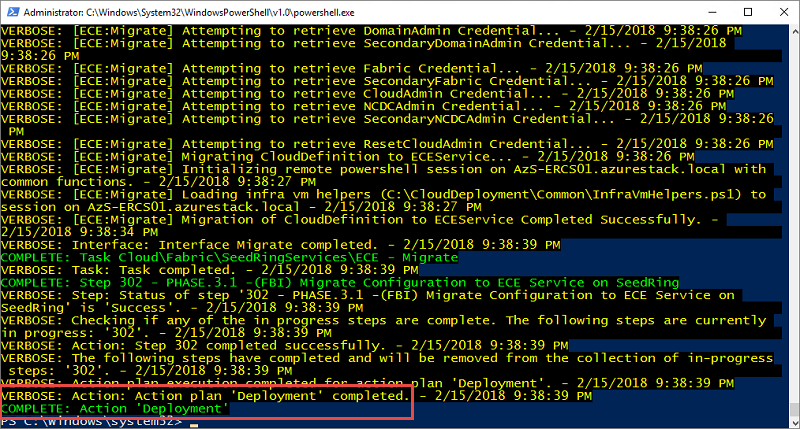 Administrator: C:\Windows\System32\WindowsPowerShell\v1.0\powershell.exe
VERBOSE: [ECE:Migrate] Attempting to retrieve DomainAdmin Credential... - 2/15/2018 9:38:26 PM
VERBOSE: [ECE:Migrate] Attempting to retrieve SecondaryDomainAdmin Credential... - 2/15/2018
9:38:26 PM
VERBOSE: [ECE:Migrate] Attempting to retrieve Fabric Credential... - 2/15/2018 9:38:26 PM
VERBOSE: [ECE:Migrate] Attempting to retrieve SecondaryFabric Credential... - 2/15/2018 9:38:26 PM
VERBOSE: [ECE:Migrate] Attempting to retrieve CloudAdmin Credential... - 2/15/2018 9:38:26 PM
VERBOSE: [ECE:Migrate] Attempting to retrieve NCDCAdmin Credential... - 2/15/2018 9:38:26 PM
VERBOSE: [ECE:Migrate] Attempting to retrieve SecondaryNCDCAdmin Credential... - 2/15/2018 9:38:26
PM
VERBOSE: [ECE:Migrate] Attempting to retrieve ResetCloudAdmin Credential... - 2/15/2018 9:38:26 PM
VERBOSE: [ECE:Migrate] Migrating CloudDefinition to ECEService... - 2/15/2018 9:38:26 PM
VERBOSE: [ECE:Migrate] Initializing remote powershell session on AzS-ERCS01.azurestack.local with
common functions. - 2/15/2018 9:38:27 PM
VERBOSE: [ECE:Migrate] Loading infra vm helpers (C:\CloudDeployment\Common\InfraVmHelpers.ps1) to
session on AzS-ERCS01.azurestack.local - 2/15/2018 9:38:27 PM
VERBOSE: [ECE:Migrate] Migration of CloudDefinition to ECEService Completed Successfully. -
2/15/2018 9:38:34 PM
VERBOSE: Interface: Interface Migrate completed. - 2/15/2018 9:38:39 PM
COMPLETE: Task Cloud\Fabric\SeedRingServices\ECE - Migrate
VERBOSE: Task: Task completed. - 2/15/2018 9:38:39 PM
COMPLETE: Step 302 - PHASE.3.1 -(FBI) Migrate Configuration to ECE Service on SeedRing
VERBOSE: Step: Status of step '302 - PHASE.3.1 -(FBI) Migrate Configuration to ECE Service on
SeedRing' is 'Success'. - 2/15/2018 9:38:39 PM
VERBOSE: Checking if any of the in progress steps are complete. The following steps are currently
in progress: '302'. - 2/15/2018 9:38:39 PM
VERBOSE: Action: Step 302 completed successfully. - 2/15/2018 9:38:39 PM
VERBOSE: The following steps have completed and will be removed from the collection of in-progress
steps: '302'. - 2/15/2018 9:38:39 PM
VERBOSE: Action plan execution completed for action plan 'Deployment'. - 2/15/2018 9:38:39 PM
VERBOSE: Action: Action plan 'Deployment' completed. - 2/15/2018 9:38:39 PM
COMPLETE: Action 'Deployment'
PS C:\Windows\system32> _